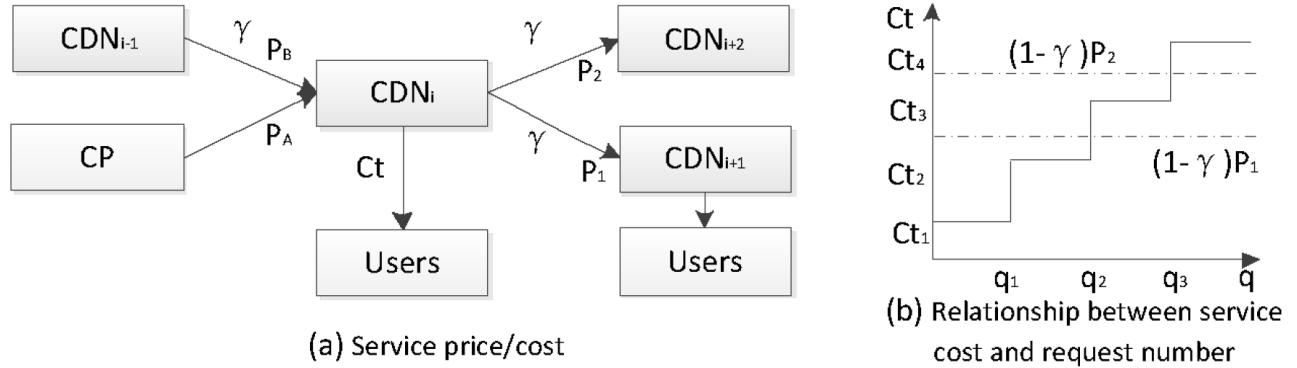 CDNi-1
γ
PB
CP
PA
CDNi
Ct
Users
γ
P2
CDNi+2
γ
P1
CDNi+1
Users
(a) Service price/cost
Ct
Ct4
(1- γ )P2
Ct3
(1- γ )P1
Ct2
Ct1
q1
q2
q3
q
(b) Relationship between service
cost and request number